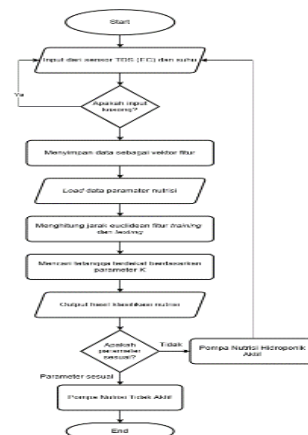 Start
Input dari sensor TDS (EC) dan suhu
Ya
Apakah input
kosong?
Menyimpan data sebagai vektor fitur
Load data parameter nutrisi
Menghitung jarak euclidean fitur training
dan testing
Mencari tetangga terdekat berdasarkan
parameter K
Output hasil klasifikasi nutrisi
Apakah
parameter
sesuai?
Tidak
Pompa Nutrisi Hidroponik
Aktif
Parameter sesuai
Pompa Nutrisi Tidak Aktif
End